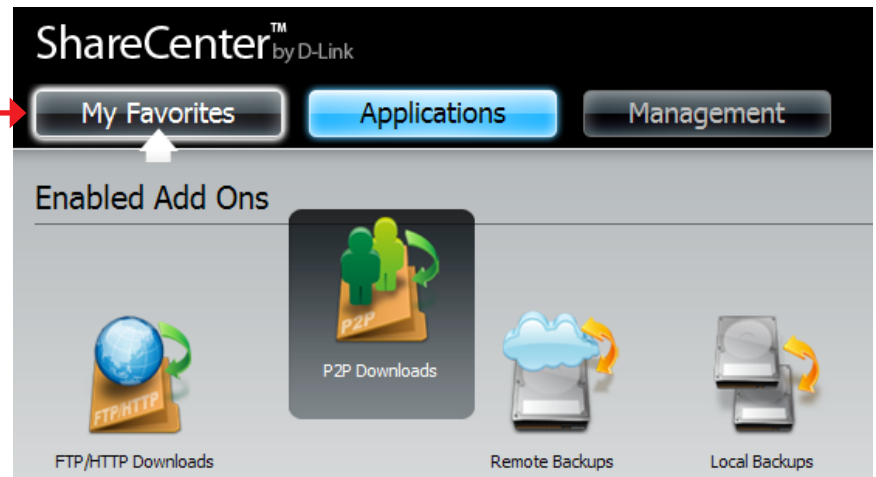 ShareCenter™ by D-Link
My Favorites
Applications
Management
Enabled Add Ons
P2P
P2P Downloads
FTP/HTTP
FTP/HTTP Downloads
Remote Backups
Local Backups